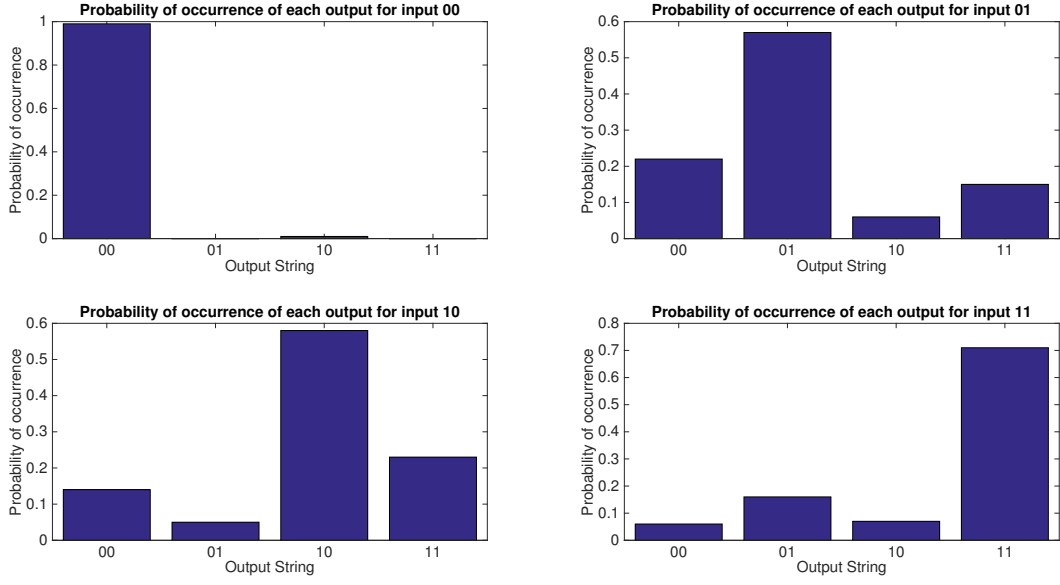 Probability of occurrence of each output for input 00
Probability of occurrence
1
0.8
0.6
0.4
0.2
0
00 01 10 11
Output String
Probability of occurrence of each output for input 01
Probability of occurrence
0.6
0.5
0.4
0.3
0.2
0.1
0
00 01 10 11
Output String
Probability of occurrence of each output for input 10
Probability of occurrence
0.6
0.5
0.4
0.3
0.2
0.1
0
00 01 10 11
Output String
Probability of occurrence of each output for input 11
Probability of occurrence
0.8
0.7
0.6
0.5
0.4
0.3
0.2
0.1
0
00 01 10 11
Output String